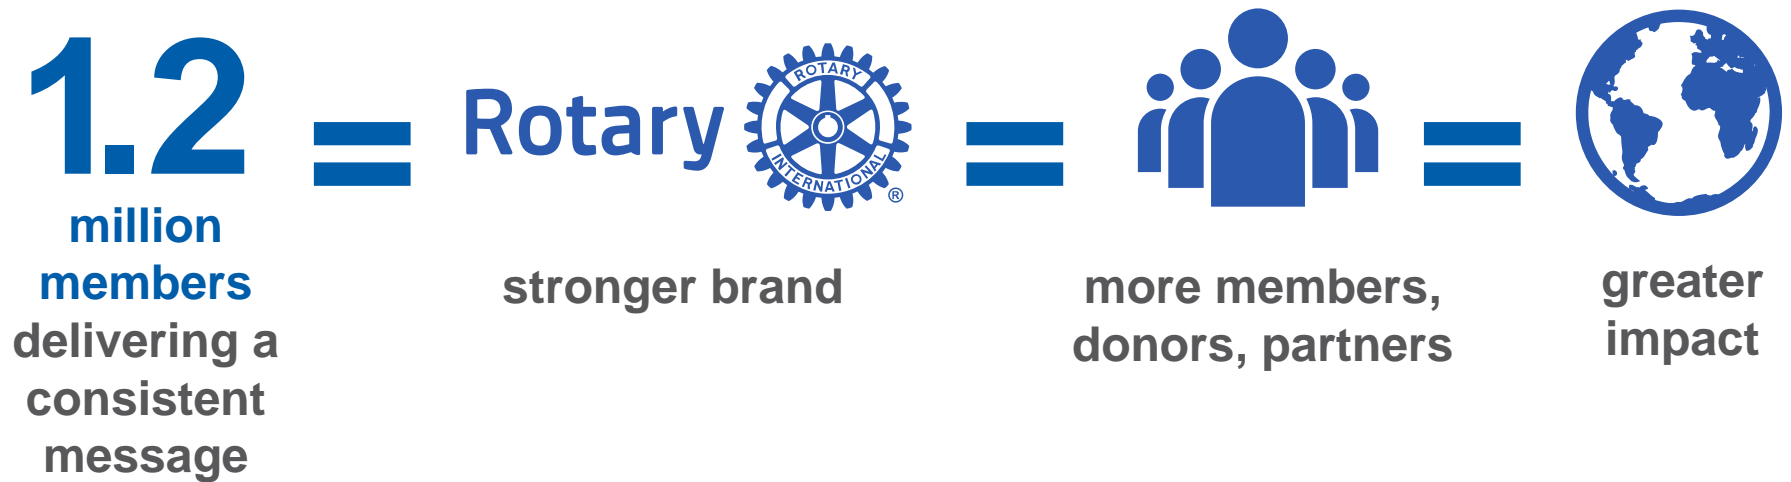 1.2
million
members
delivering a
consistent
message
=
Rotary
ROTARY
INTERNATIONAL
®
stronger brand
=
more members,
donors, partners
=
greater
impact